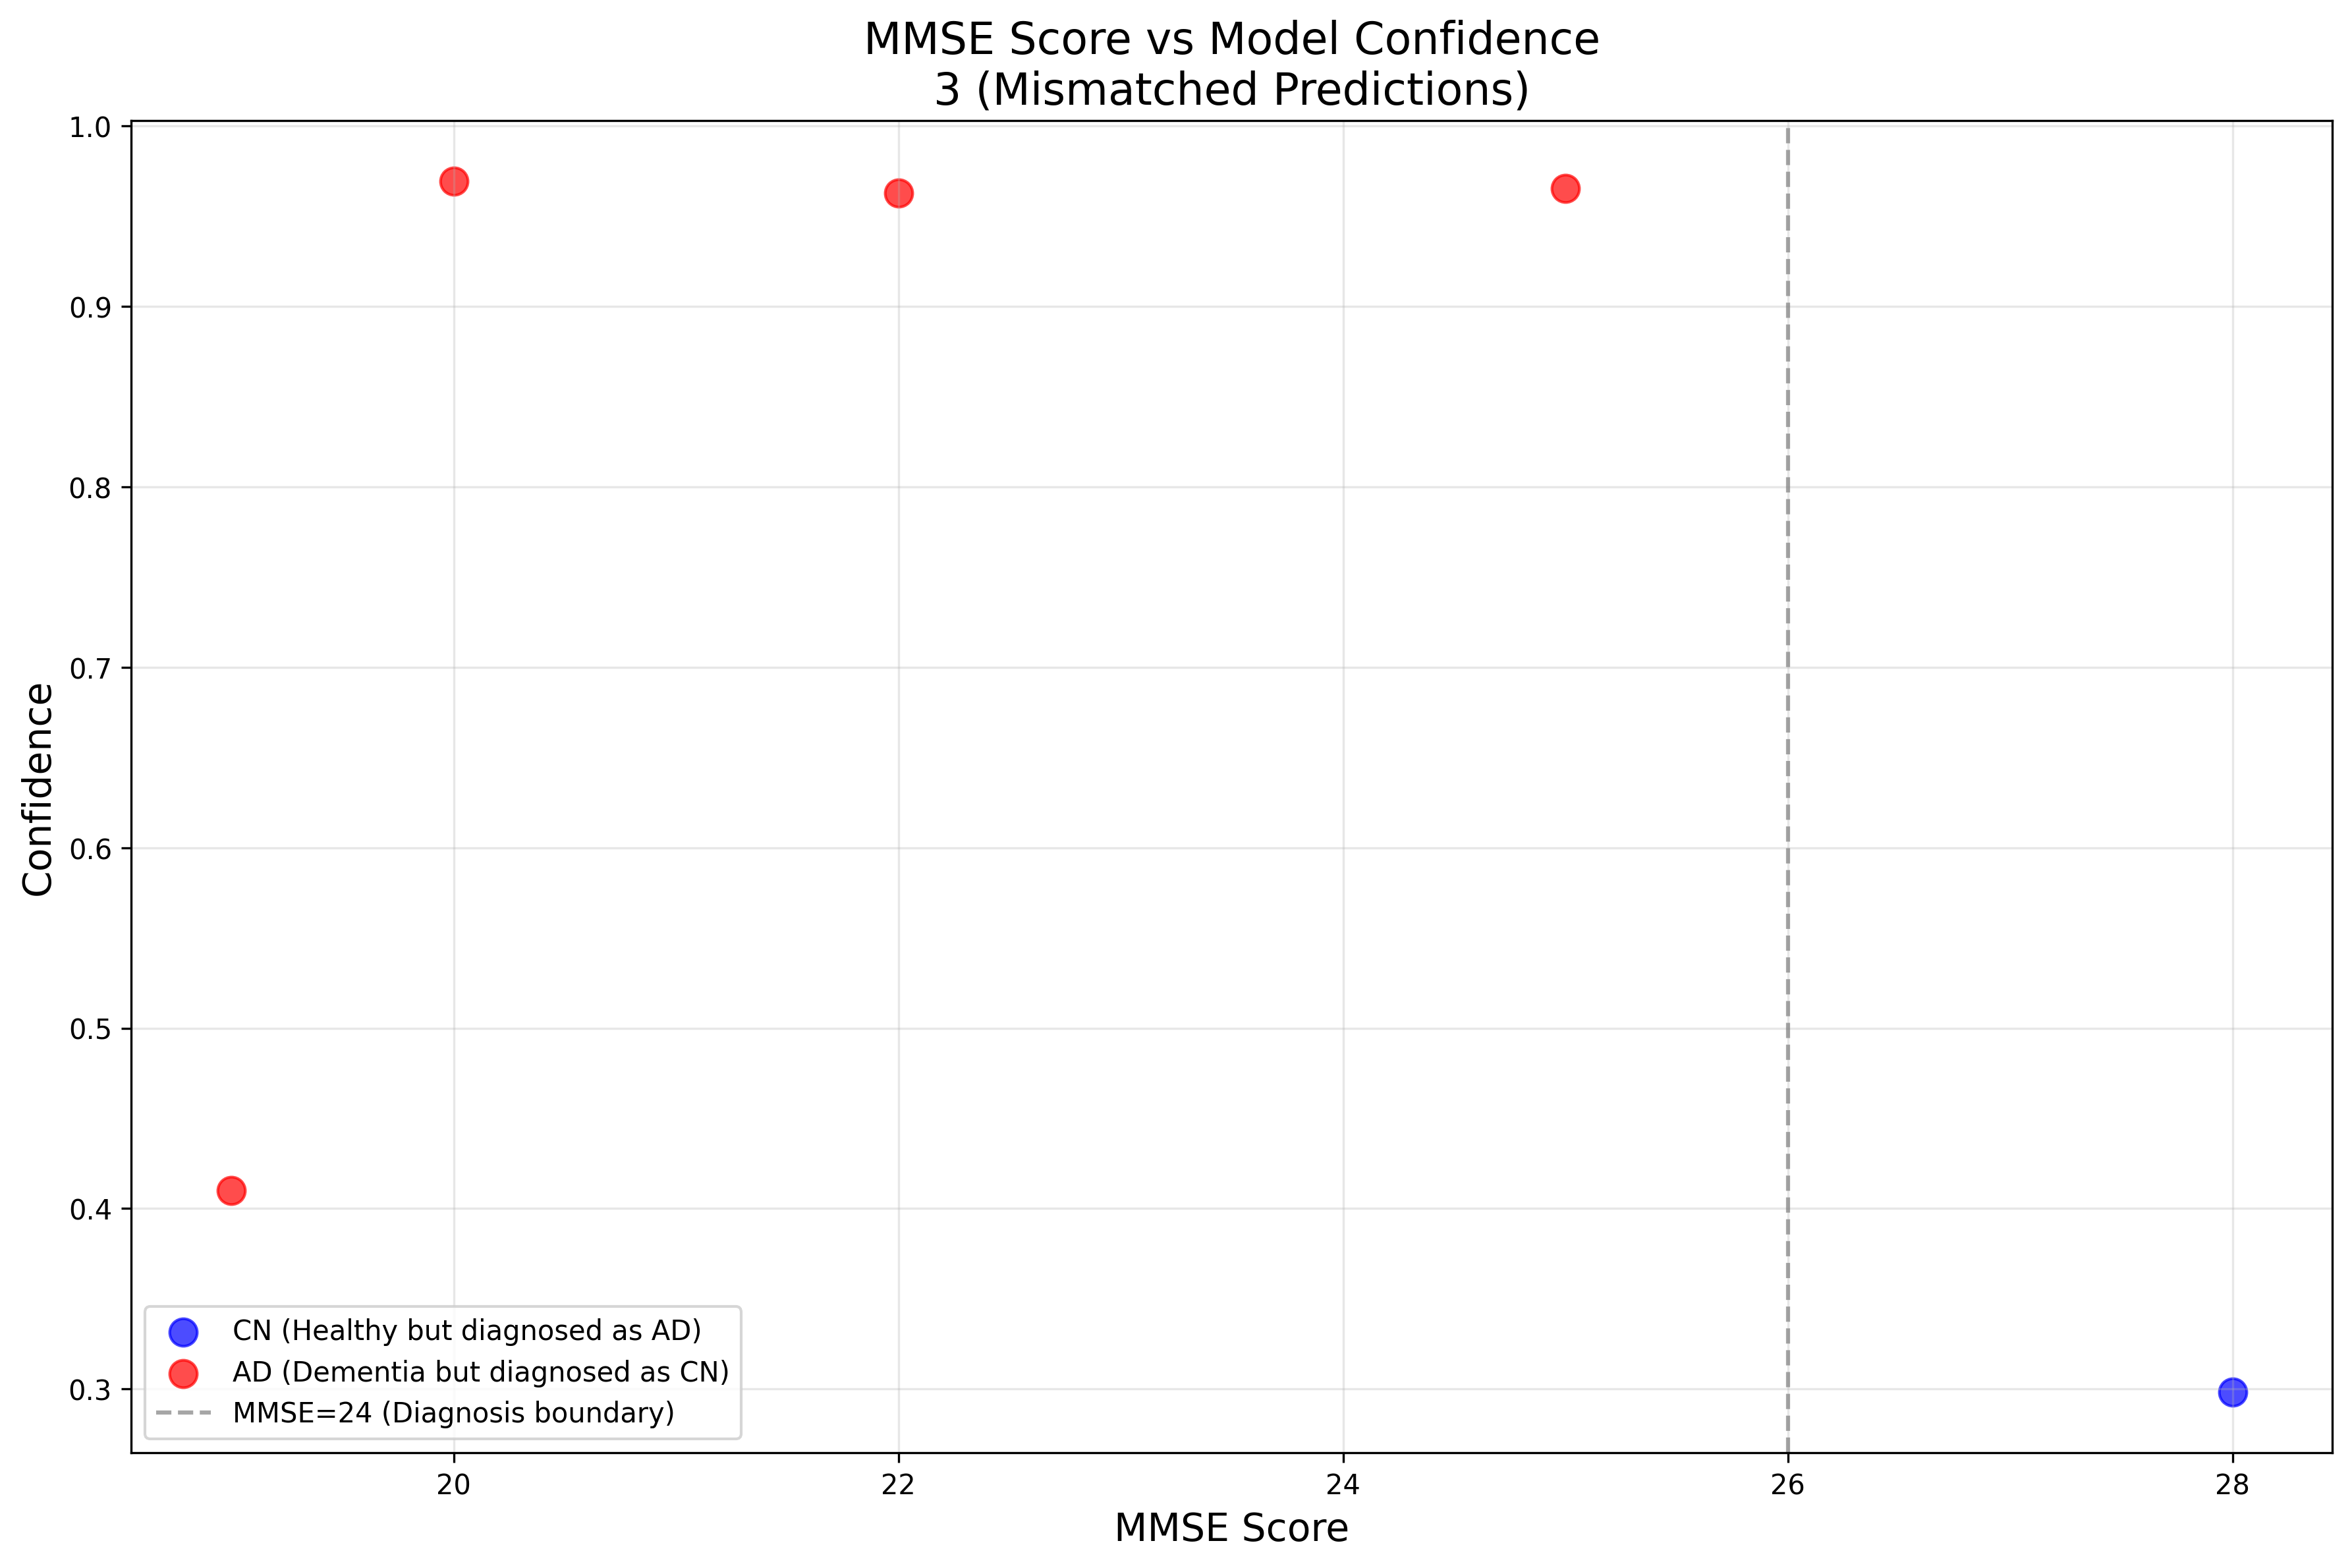 MMSE Score vs Model Confidence
3 (Mismatched Predictions)
1.0
0.9
0.8
0.7
0.6
0.5
0.4
0.3
Confidence
CN (Healthy but diagnosed as AD)
AD (Dementia but diagnosed as CN)
MMSE=24 (Diagnosis boundary)
20
22
24
26
28
MMSE Score